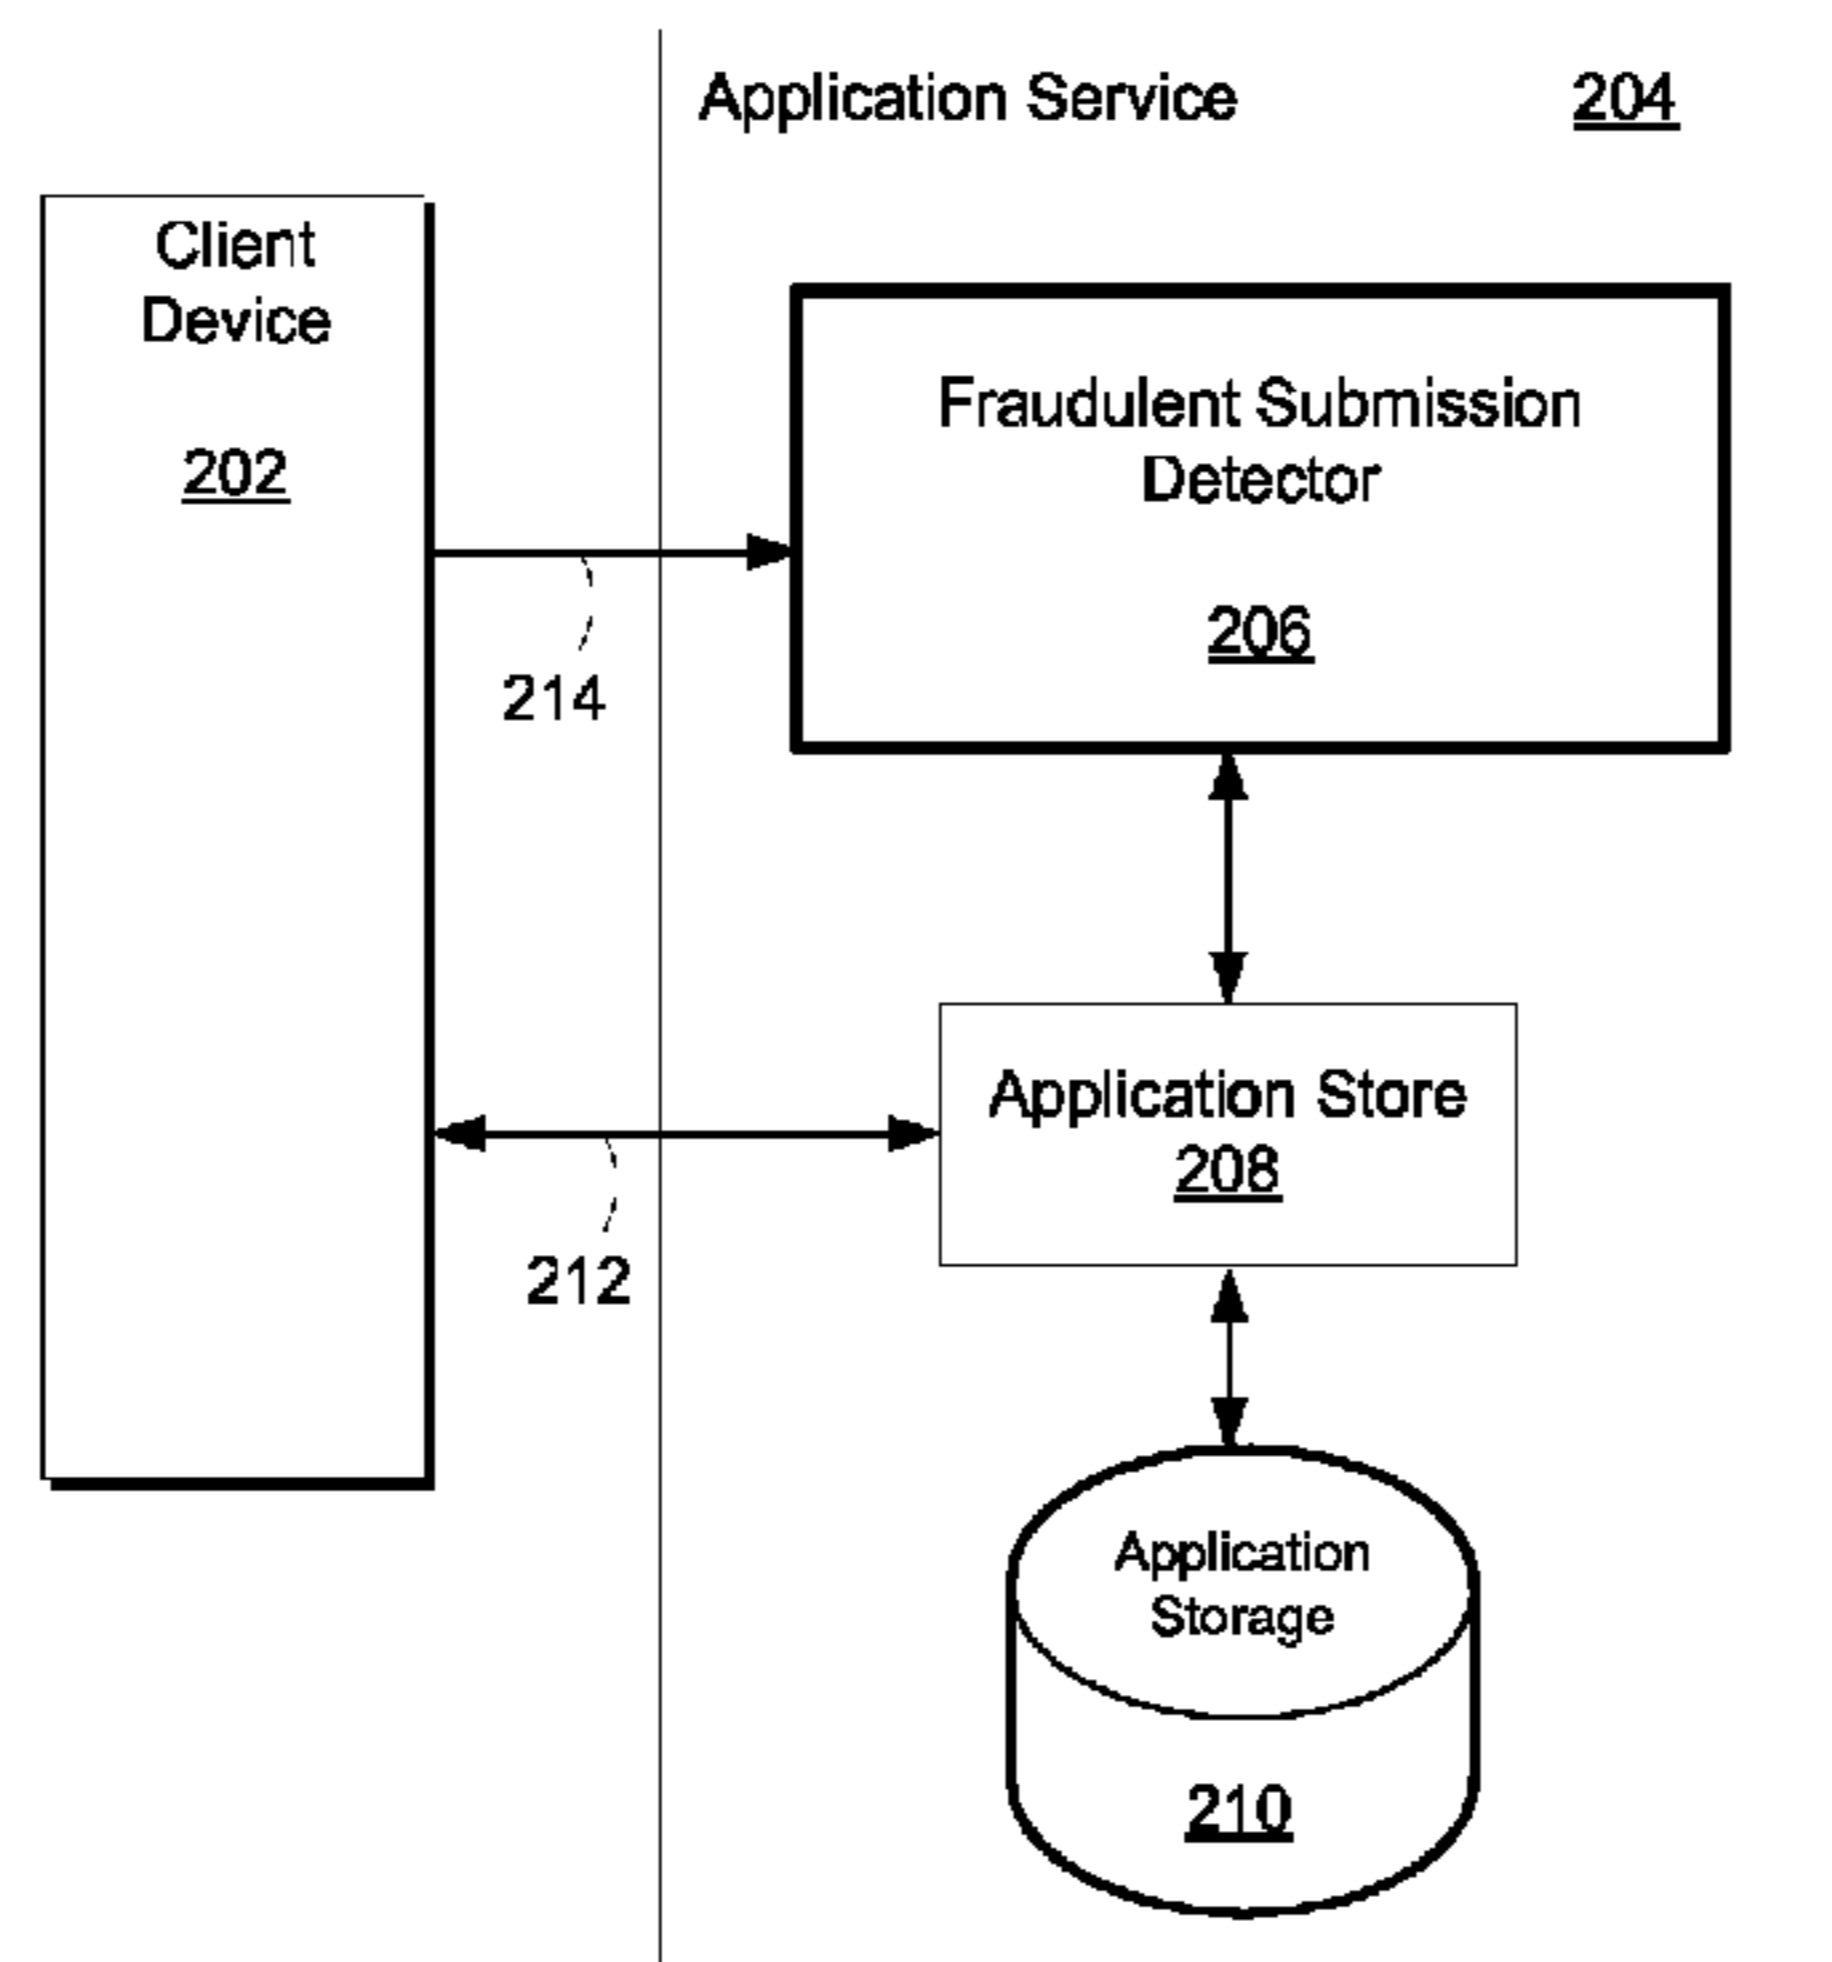 Application Service 204
Client
Device
202
Fraudulent Submission
Detector
206
214
Application Store
208
212
Application
Storage
210